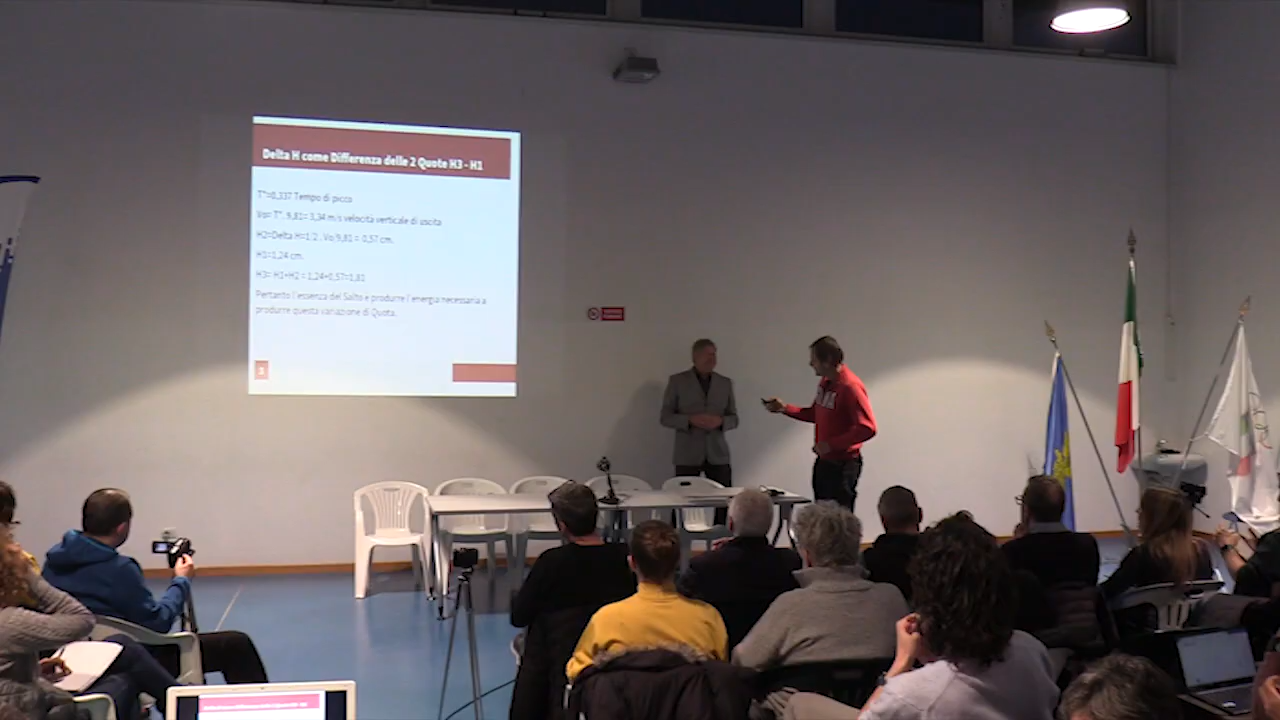 Delta H come Differenza delle 2 Quote H3 - H1
T"=0,337 Tempo di picco
Vo= T". 9,81= 3,34 m/s velocità verticale di uscita
H2=Delta H=1/2 . Vo/9,81 = 0,57 cm.
H1=1,24 cm.
H3= H1+H2 = 1,24+0,57=1,81
Pertanto l'essenza del Salto e produrre l'energia necessaria a
produrre questa variazione di Quota.
3